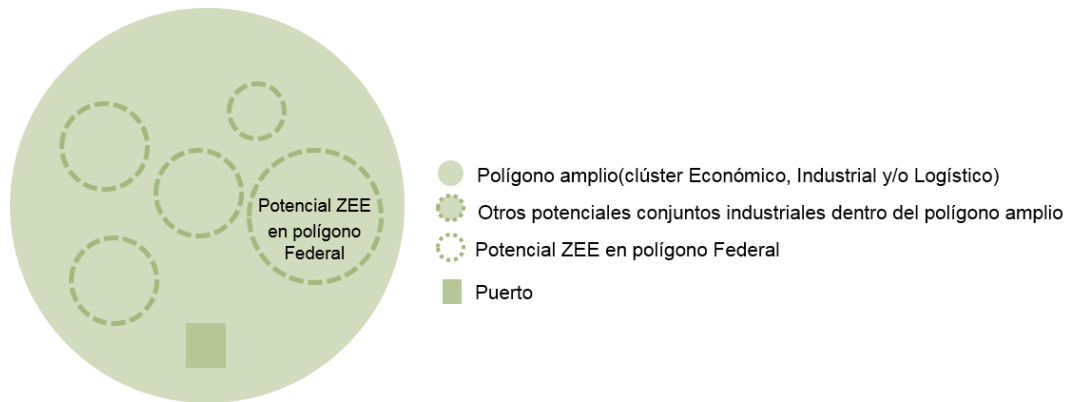 Potencial ZEE
en polígono
Federal
Polígono amplio(clúster Económico, Industrial y/o Logístico)
Otros potenciales conjuntos industriales dentro del polígono amplio
Potencial ZEE en polígono Federal
Puerto